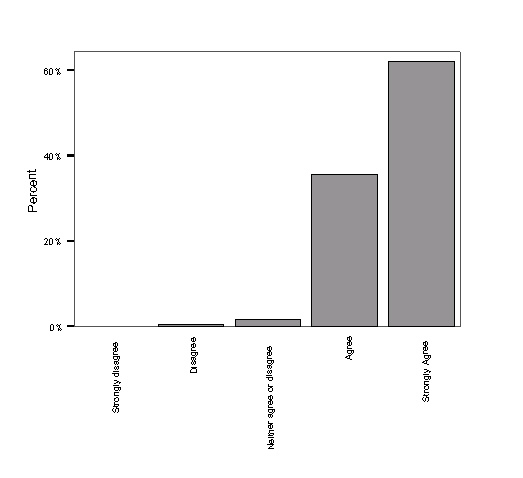 Percent
60%
40%
20%
0%
Strongly disagree
Disagree
Neither agree or disagree
Agree
Strongly Agree